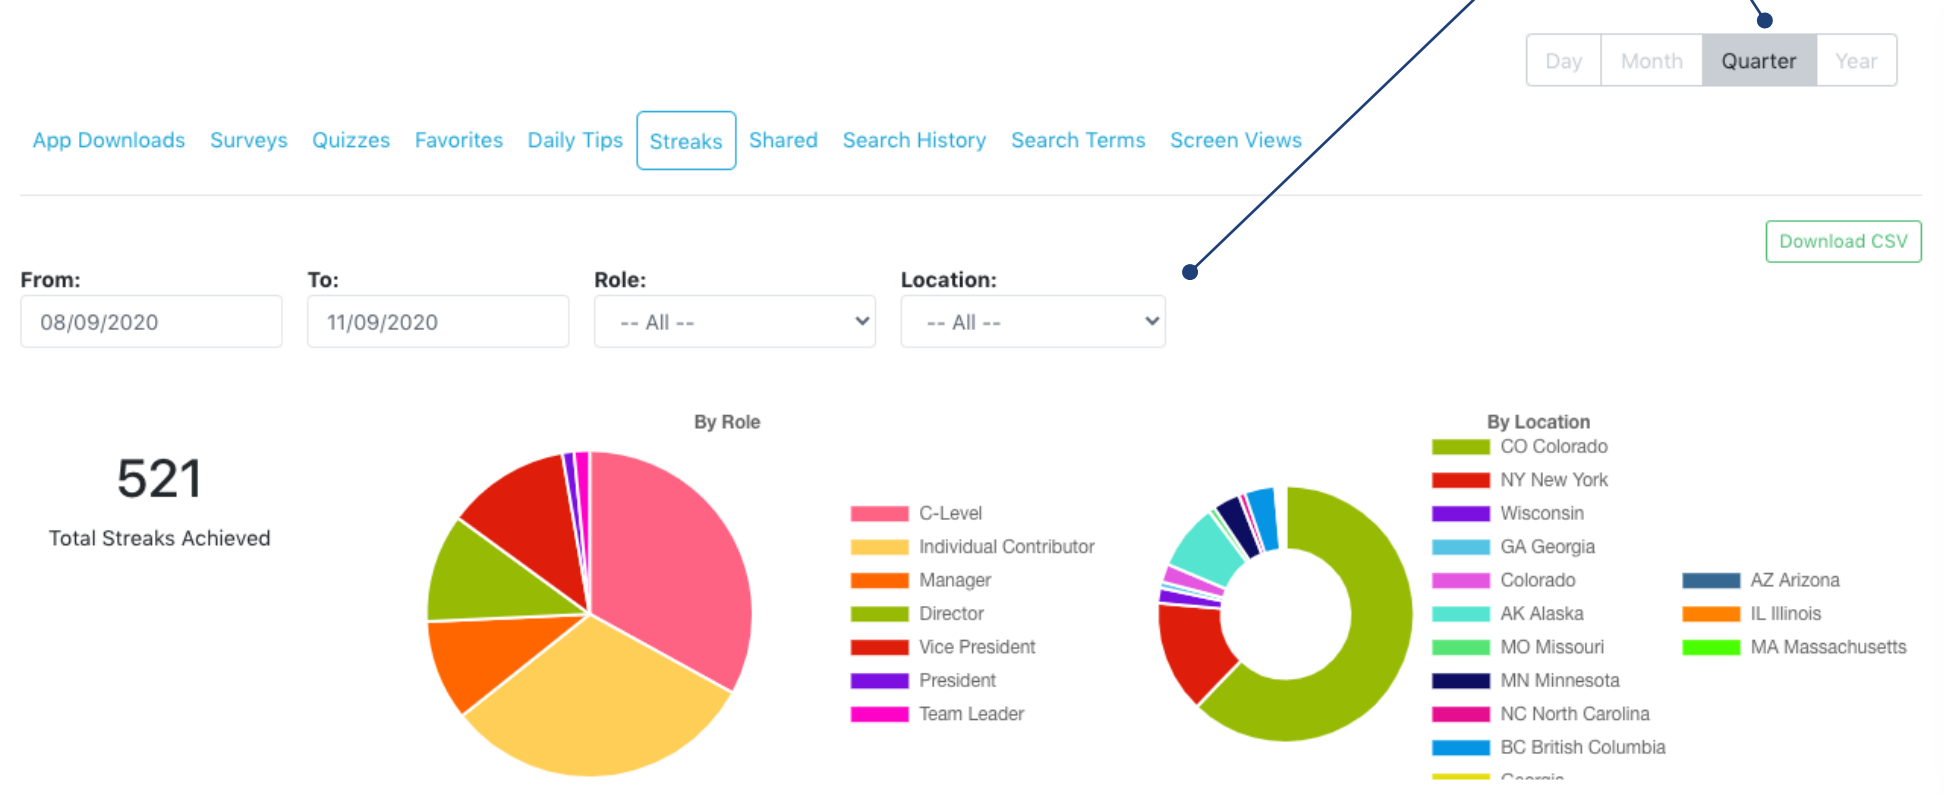 Day Month Quarter Year
App Downloads Surveys Quizzes Favorites Daily Tips Streaks Shared Search History Search Terms Screen Views
Download CSV
From: To: Role: Location:
08/09/2020 11/09/2020 -- All -- -- All --
By Role
521
Total Streaks Achieved
C-Level
Individual Contributor
Manager
Director
Vice President
President
Team Leader
By Location
CO Colorado
NY New York
Wisconsin
GA Georgia
Colorado
AK Alaska
MO Missouri
MN Minnesota
NC North Carolina
BC British Columbia
Georgia
AZ Arizona
IL Illinois
MA Massachusetts